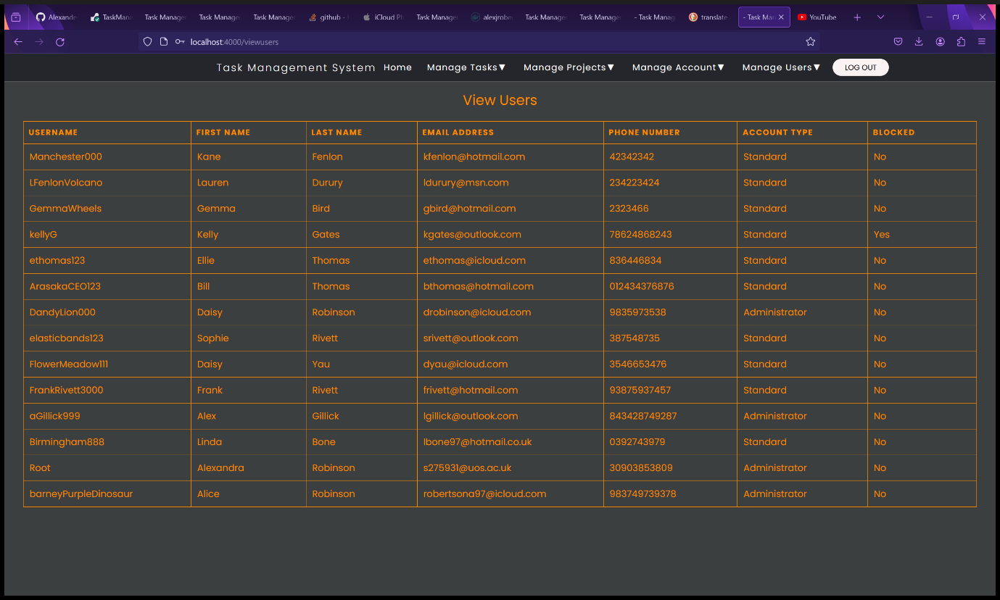 Alexande TaskMana Task Manage Task Manage Task Manage github - iCloud Ph Task Manage alexjrobe Task Manage Task Manage - Task Manag translate - Task Man YouTube
localhost:4000/viewusers
Task Management System Home Manage Tasks▼ Manage Projects▼ Manage Account▼ Manage Users▼ LOG OUT
View Users
USERNAME FIRST NAME LAST NAME EMAIL ADDRESS PHONE NUMBER ACCOUNT TYPE BLOCKED
Manchester000 Kane Fenlon kfenlon@hotmail.com 42342342 Standard No
LFenlonVolcano Lauren Durury ldurury@msn.com 234223424 Standard No
GemmaWheels Gemma Bird gbird@hotmail.com 2323466 Standard No
kellyG Kelly Gates kgates@outlook.com 78624868243 Standard Yes
ethomas123 Ellie Thomas ethomas@icloud.com 836446834 Standard No
ArasakaCEO123 Bill Thomas bthomas@hotmail.com 012434376876 Standard No
DandyLion000 Daisy Robinson drobinson@icloud.com 9835973538 Administrator No
elasticbands123 Sophie Rivett srivett@outlook.com 387548735 Standard No
FlowerMeadow111 Daisy Yau dyau@icloud.com 3546653476 Standard No
FrankRivett3000 Frank Rivett frivett@hotmail.com 93875937457 Standard No
aGillick999 Alex Gillick lgillick@outlook.com 843428749287 Administrator No
Birmingham888 Linda Bone lbone97@hotmail.co.uk 0392743979 Standard No
Root Alexandra Robinson s275931@uos.ac.uk 30903853809 Administrator No
barneyPurpleDinosaur Alice Robinson robertsona97@icloud.com 983749739378 Administrator No